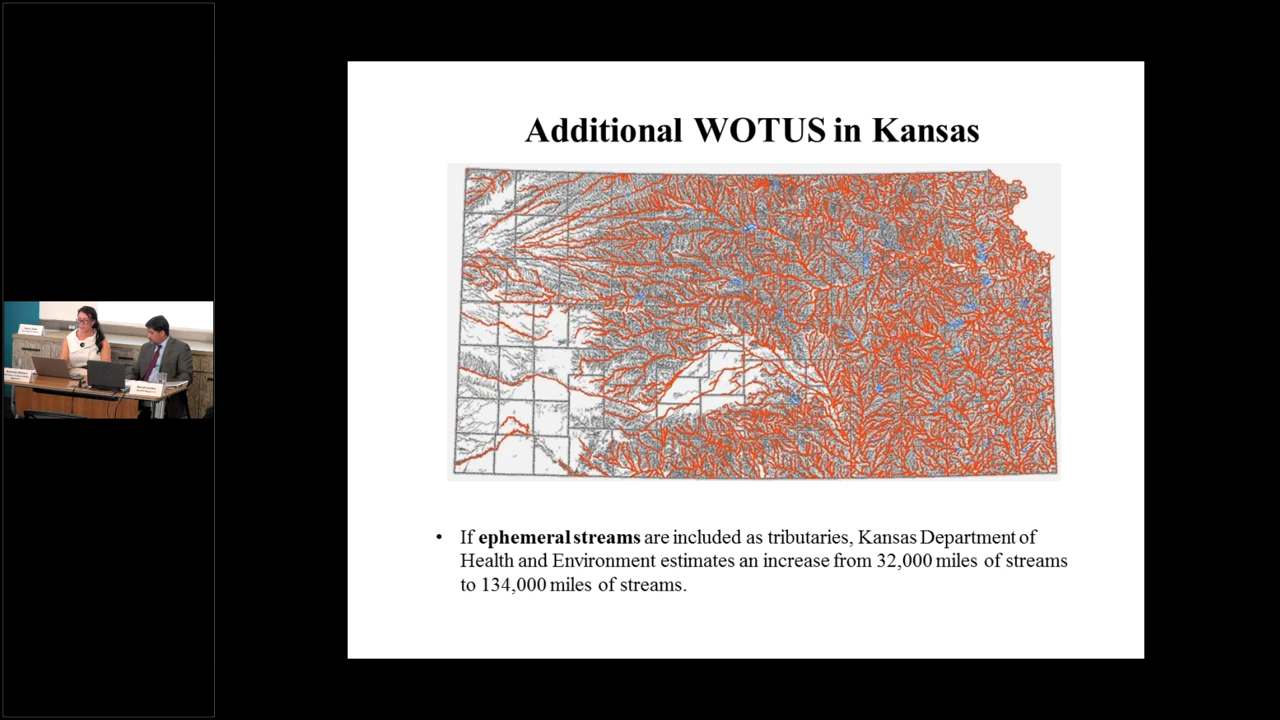 Additional WOTUS in Kansas
• If ephemeral streams are included as tributaries, Kansas Department of
Health and Environment estimates an increase from 32,000 miles of streams
to 134,000 miles of streams.